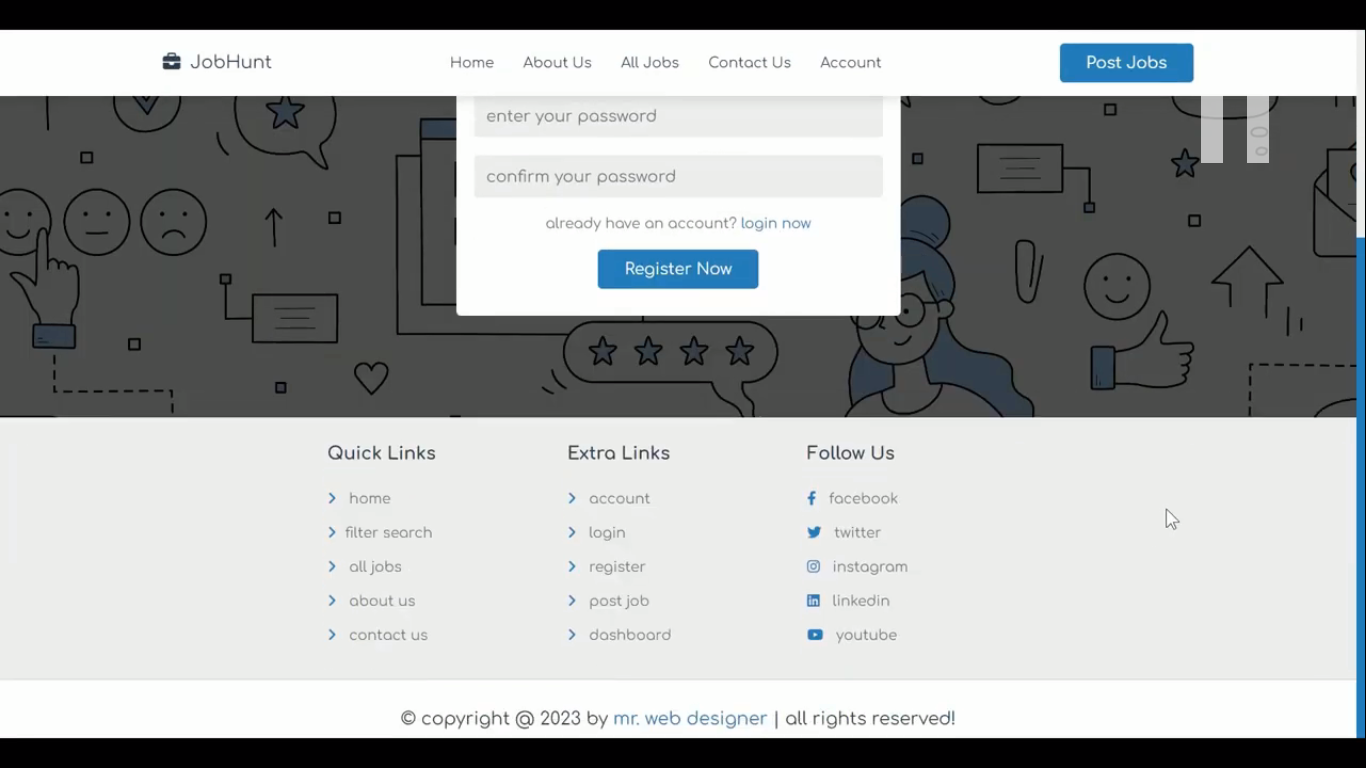 JobHunt Home About Us All Jobs Contact Us Account Post Jobs
enter your password
confirm your password
already have an account? login now
Register Now
Quick Links
home
filter search
all jobs
about us
contact us
Extra Links
account
login
register
post job
dashboard
Follow Us
facebook
twitter
instagram
linkedin
youtube
© copyright @ 2023 by mr. web designer | all rights reserved!